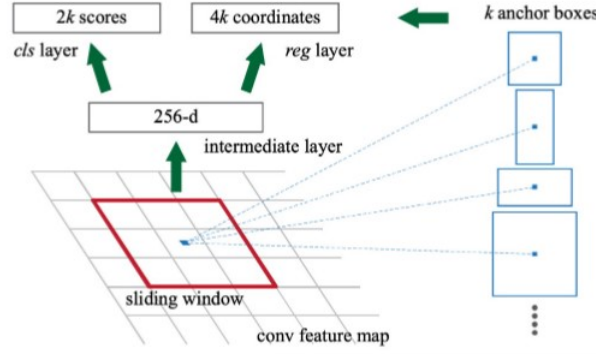 2k scores
4k coordinates
k anchor boxes
cls layer
reg layer
256-d
intermediate layer
sliding window
conv feature map